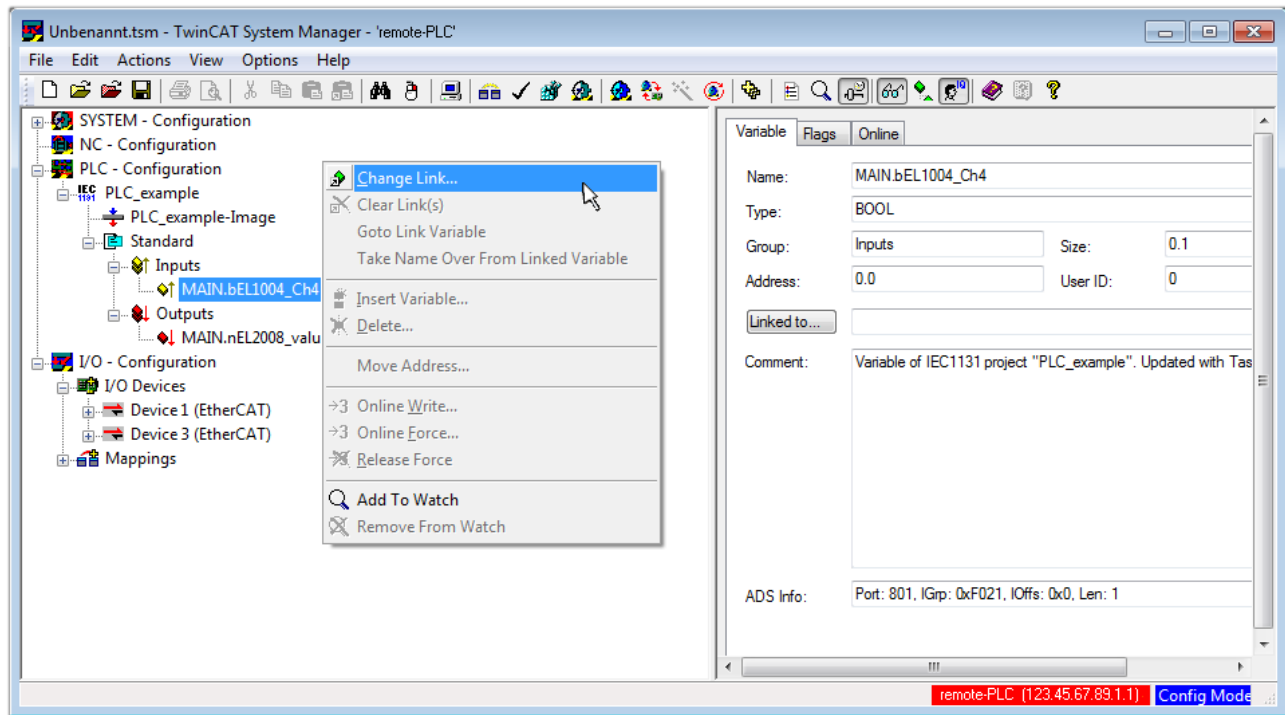 Unbenannt.tsm - TwinCAT System Manager - 'remote-PLC'
File Edit Actions View Options Help
SYSTEM - Configuration
NC - Configuration
PLC - Configuration
IEC 1131 PLC_example
PLC_example-Image
Standard
Inputs
MAIN.bEL1004_Ch4
Outputs
MAIN.nEL2008_valu
I/O - Configuration
I/O Devices
Device 1 (EtherCAT)
Device 3 (EtherCAT)
Mappings
Change Link...
Clear Link(s)
Goto Link Variable
Take Name Over From Linked Variable
Insert Variable...
Delete...
Move Address...
→3 Online Write...
→3 Online Force...
Release Force
Add To Watch
Remove From Watch
Variable Flags Online
Name: MAIN.bEL1004_Ch4
Type: BOOL
Group: Inputs Size: 0.1
Address: 0.0 User ID: 0
Linked to...
Comment: Variable of IEC1131 project "PLC_example". Updated with Tas
ADS Info: Port: 801, IGrp: 0xF021, IOffs: 0x0, Len: 1
remote-PLC (123.45.67.89.1.1) Config Mode